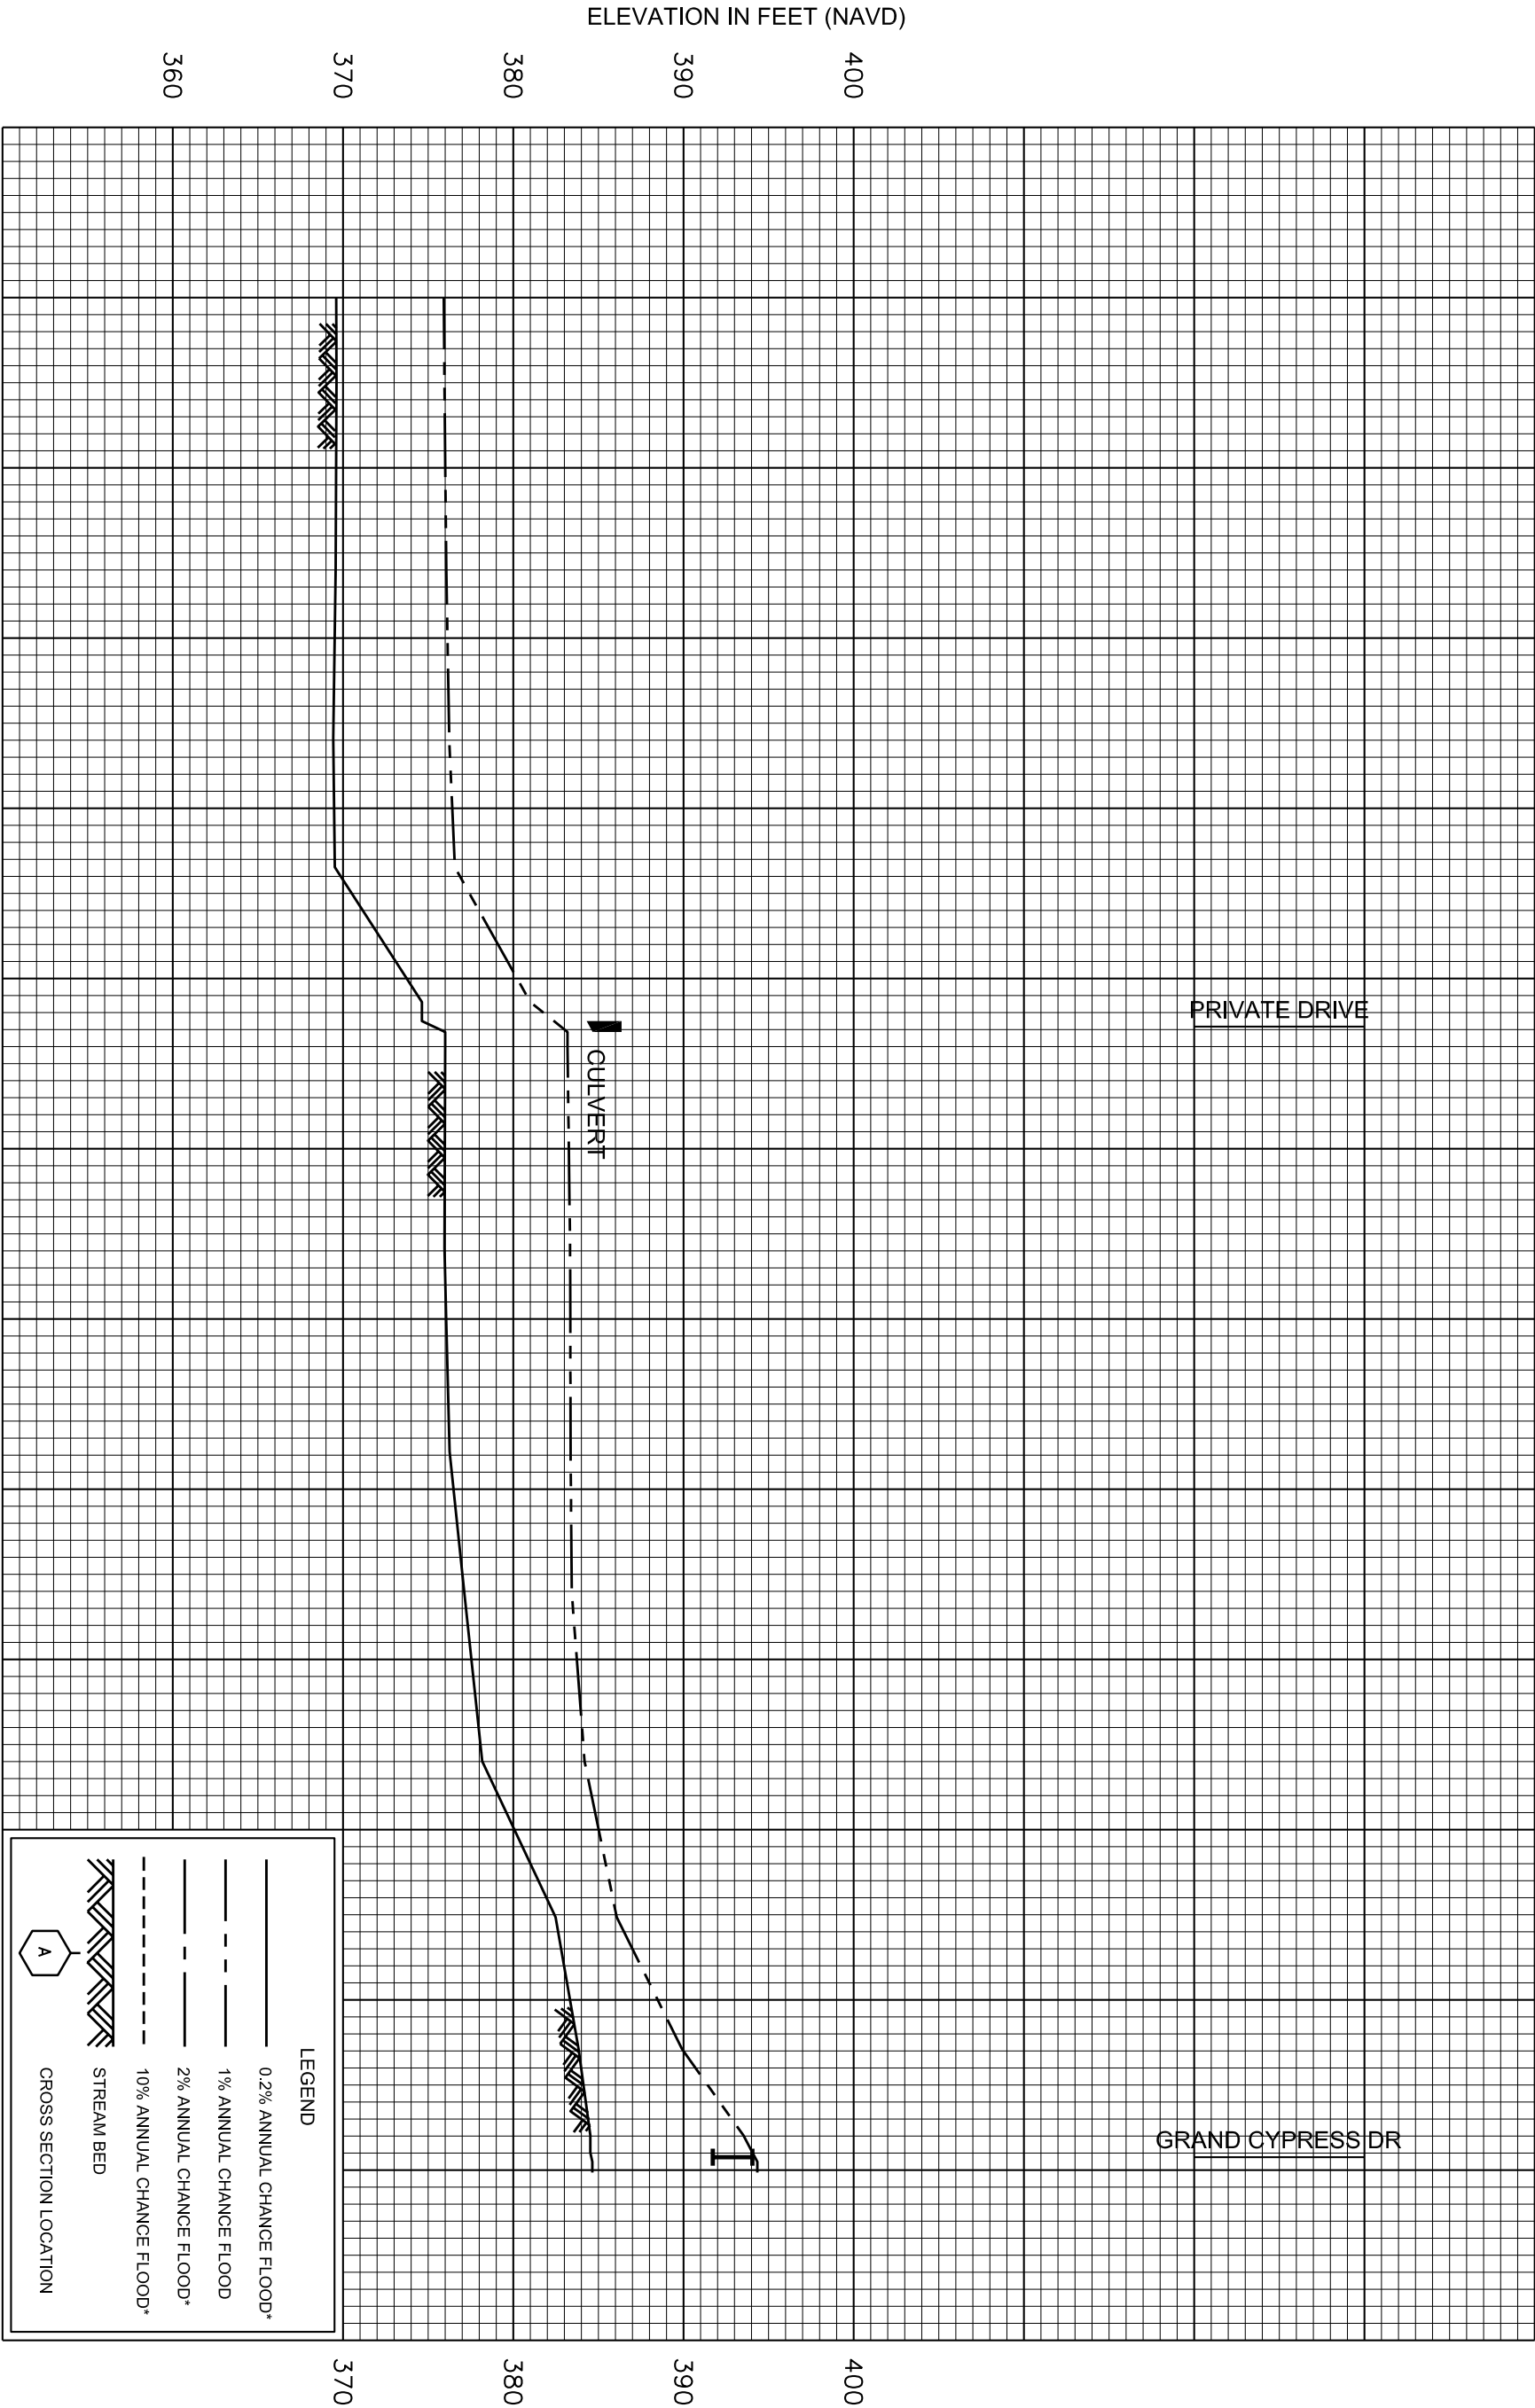 ELEVATION IN FEET (NAVD)
400
390
380
370
360
PRIVATE DRIVE
CULVERT
GRAND CYPRESS DR
400
390
380
370
LEGEND
0.2% ANNUAL CHANCE FLOOD*
1% ANNUAL CHANCE FLOOD
2% ANNUAL CHANCE FLOOD*
10% ANNUAL CHANCE FLOOD*
STREAM BED
A
CROSS SECTION LOCATION